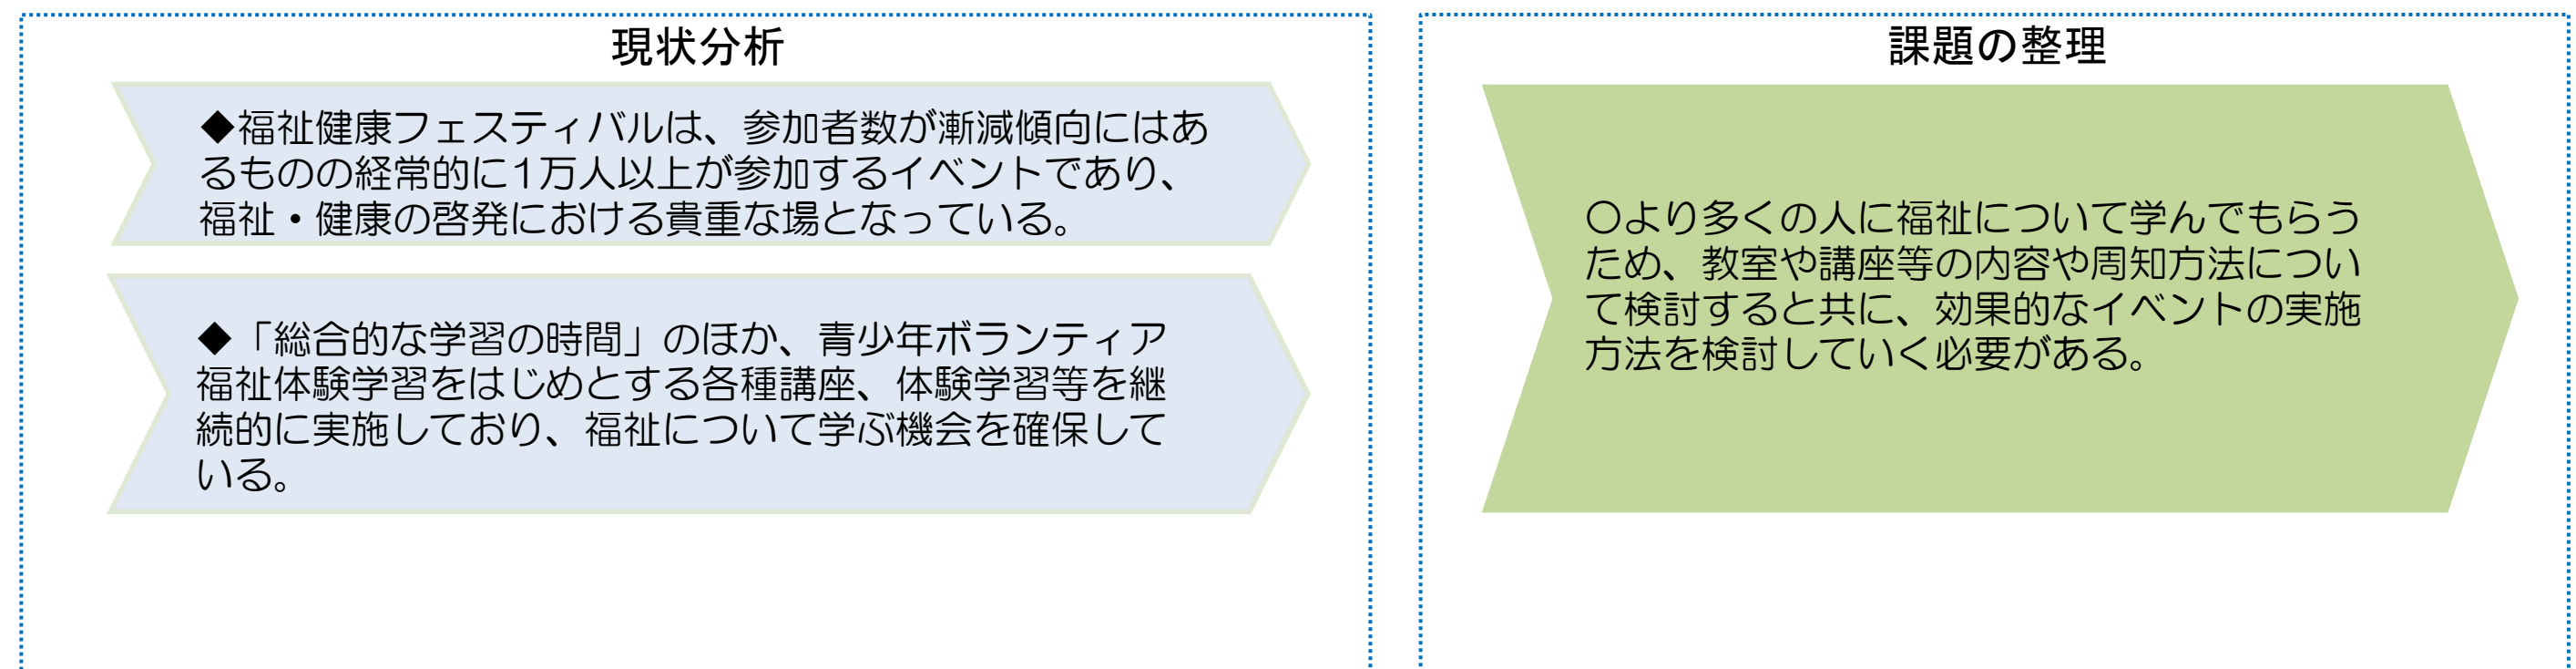 現状分析
◆福祉健康フェスティバルは、参加者数が漸減傾向にはあ
るものの経常的に1万人以上が参加するイベントであり、
福祉・健康の啓発における貴重な場となっている。
◆「総合的な学習の時間」のほか、青少年ボランティア
福祉体験学習をはじめとする各種講座、体験学習等を継
続的に実施しており、福祉について学ぶ機会を確保して
いる。
課題の整理
○より多くの人に福祉について学んでもらう
ため、教室や講座等の内容や周知方法につい
て検討すると共に、効果的なイベントの実施
方法を検討していく必要がある。